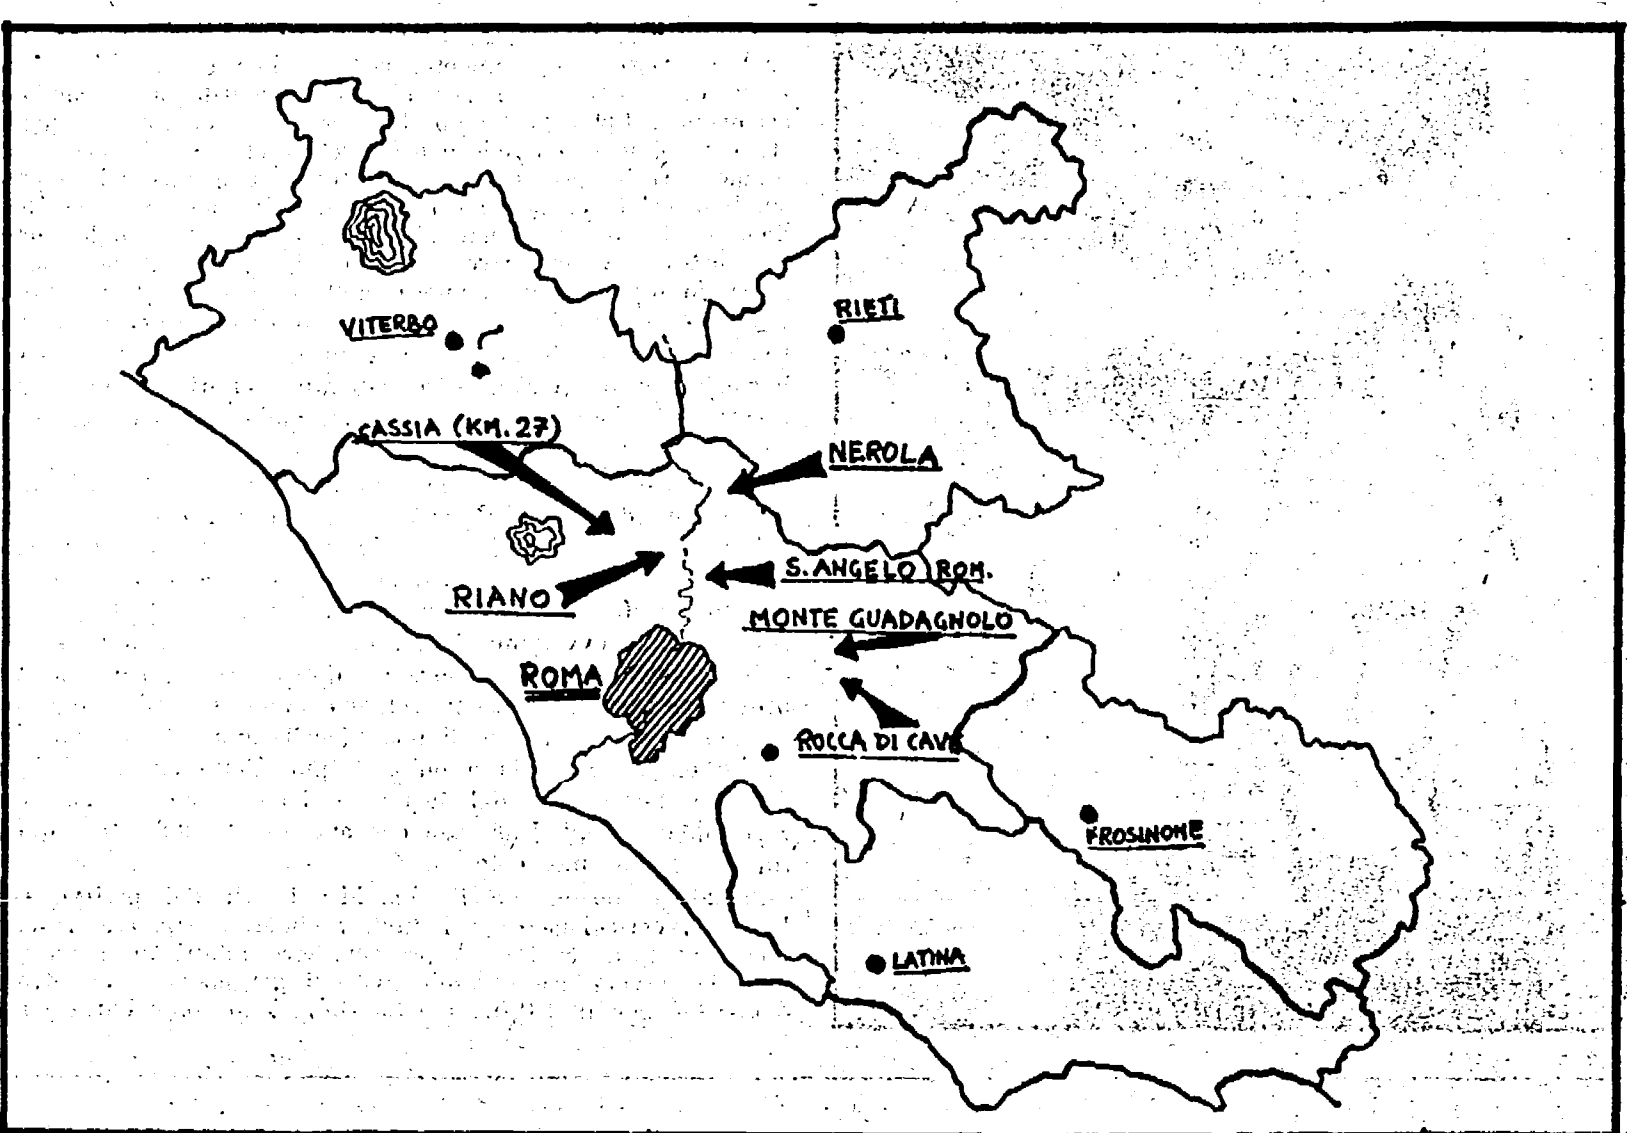 RIETI
VITERBO
CASSIA (KM.27)
NEROLA
S. ANGELO ROM.
RIANO
MONTE GUADAGNOLO
ROMA
ROCCA DI CAVE
FROSINONE
LATINA